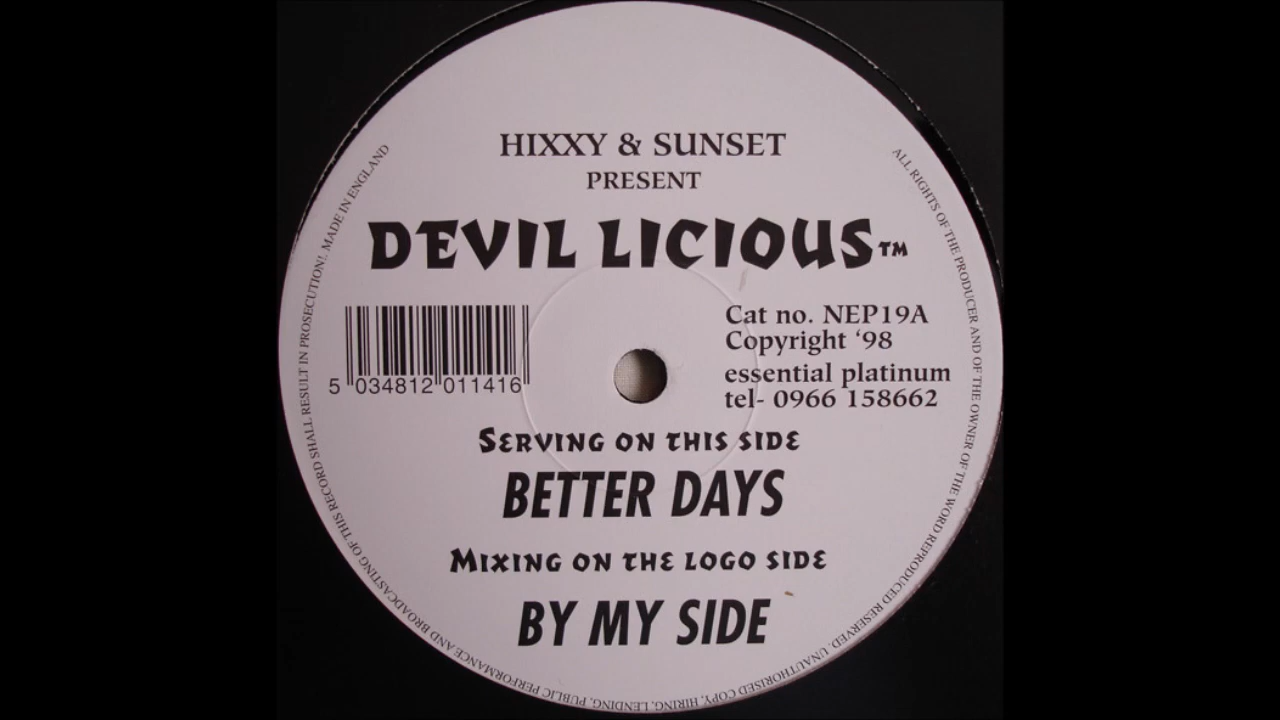 HIXXY & SUNSET
PRESENT
DEVIL LICIOUS™
5 034812 011416
Cat no. NEP19A
Copyright ‘98
essential platinum
tel- 0966 158662
SERVING ON THIS SIDE
BETTER DAYS
MIXING ON THE LOGO SIDE
BY MY SIDE
ALL RIGHTS OF THE PRODUCER AND OF THE OWNER OF THE WORD REPRODUCED RESERVED. UNAUTHORISED COPY, HIRING, LENDING, PUBLIC PERFORMANCE AND BROADCASTING OF THIS RECORD SHALL RESULT IN PROSECUTION!. MADE IN ENGLAND